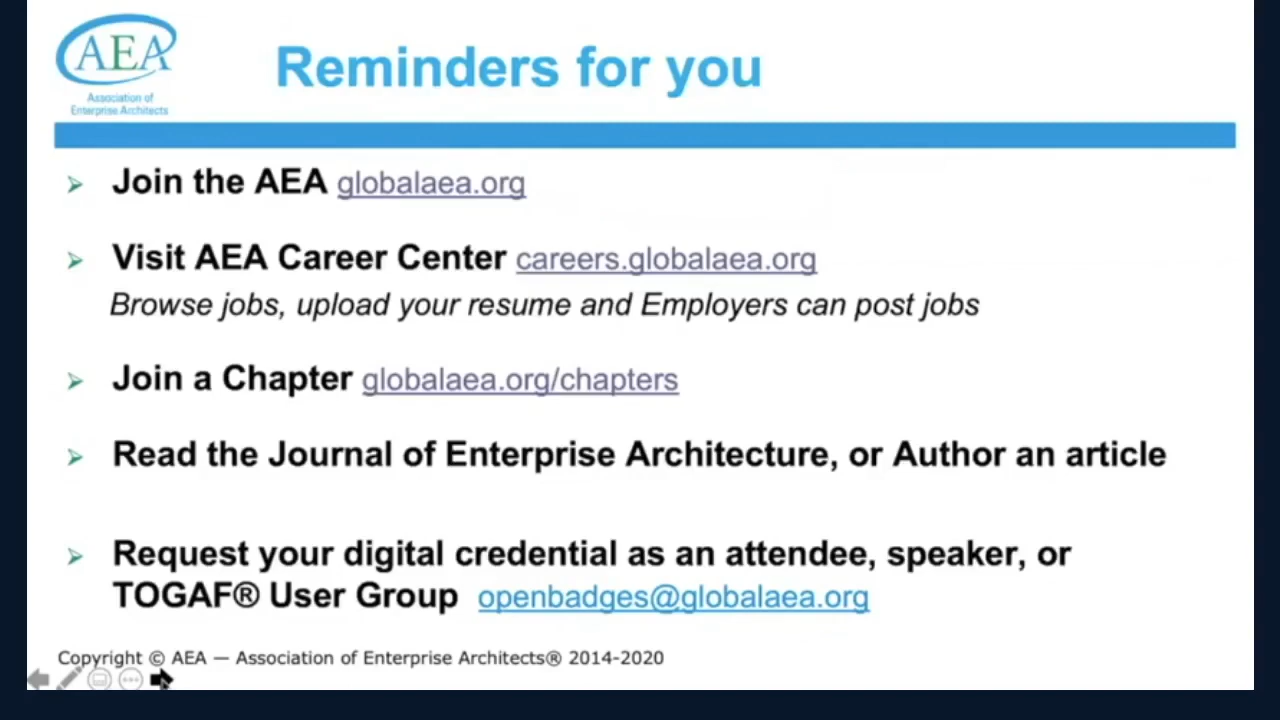 AEA
Association of
Enterprise Architects
Reminders for you
Join the AEA globalaea.org
Visit AEA Career Center careers.globalaea.org
Browse jobs, upload your resume and Employers can post jobs
Join a Chapter globalaea.org/chapters
Read the Journal of Enterprise Architecture, or Author an article
Request your digital credential as an attendee, speaker, or
TOGAF® User Group openbadges@globalaea.org
Copyright © AEA — Association of Enterprise Architects® 2014-2020